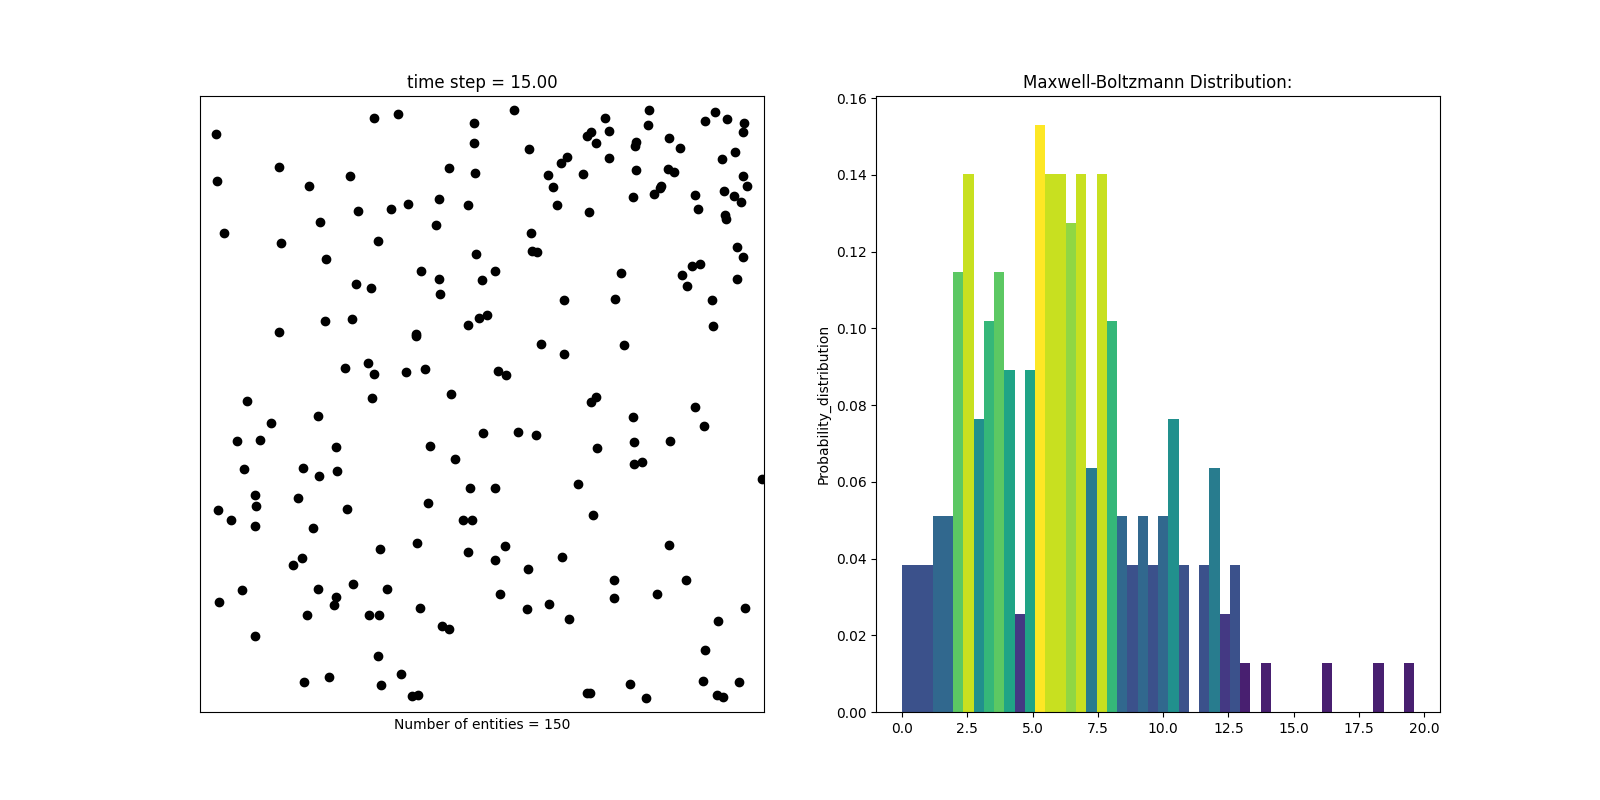 time step = 15.00
Number of entities = 150
Maxwell-Boltzmann Distribution:
Probability_distribution
0.16
0.14
0.12
0.10
0.08
0.06
0.04
0.02
0.00
0.0 2.5 5.0 7.5 10.0 12.5 15.0 17.5 20.0